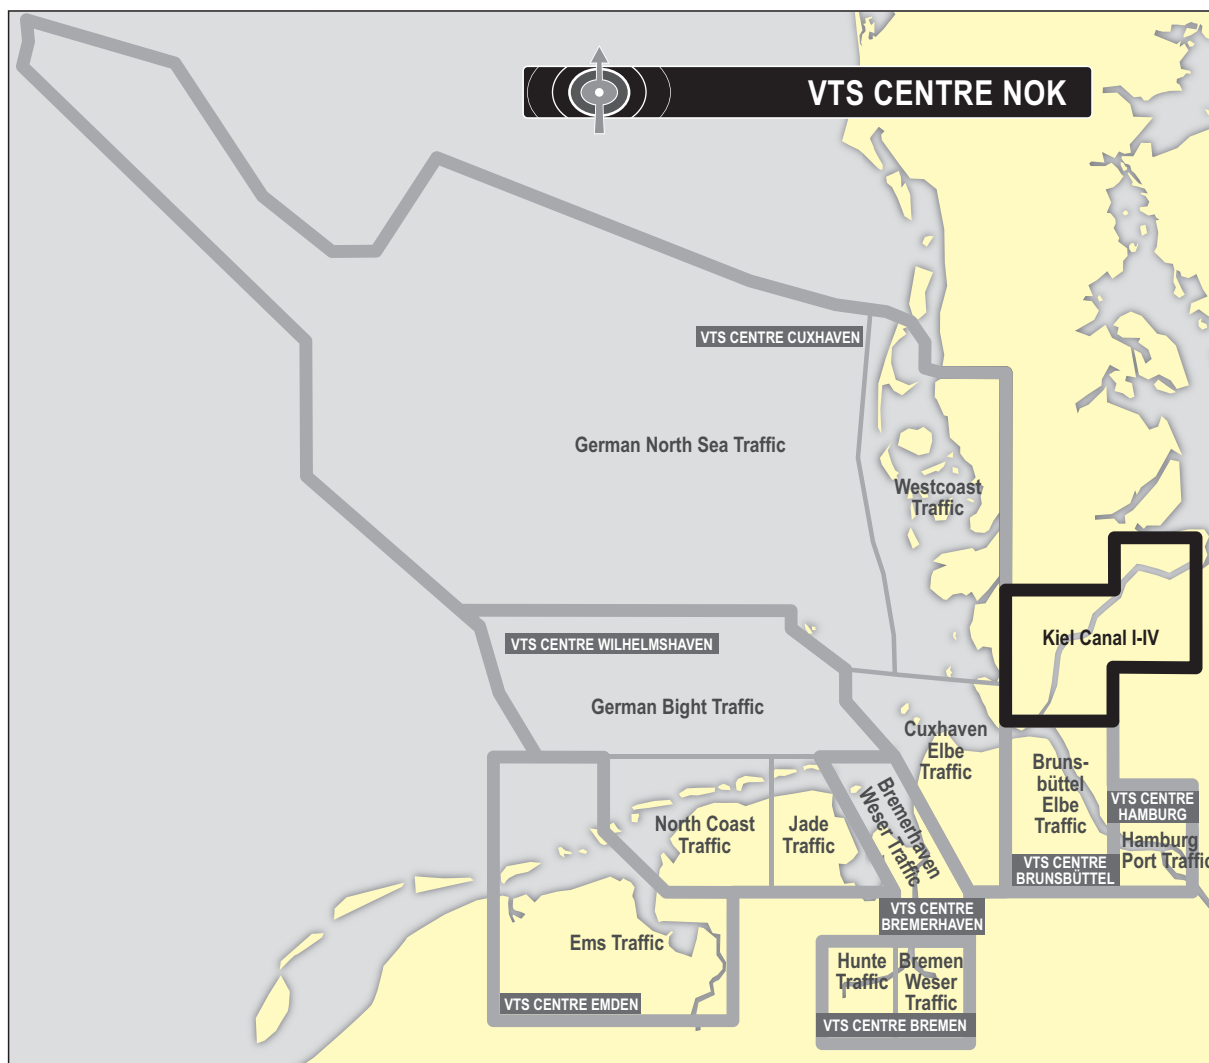 VTS CENTRE NOK
VTS CENTRE CUXHAVEN
German North Sea Traffic
Westcoast
Traffic
Kiel Canal I-IV
VTS CENTRE WILHELMSHAVEN
German Bight Traffic
Cuxhaven
Elbe
Traffic
Bruns-
büttel
Elbe
Traffic
VTS CENTRE
HAMBURG
Hamburg
Port Traffic
VTS CENTRE
BRUNSBÜTTEL
North Coast
Traffic
Jade
Traffic
Bremerhaven
Weser Traffic
VTS CENTRE
BREMERHAVEN
Ems Traffic
VTS CENTRE EMDEN
Hunte
Traffic
Bremen
Weser
Traffic
VTS CENTRE BREMEN